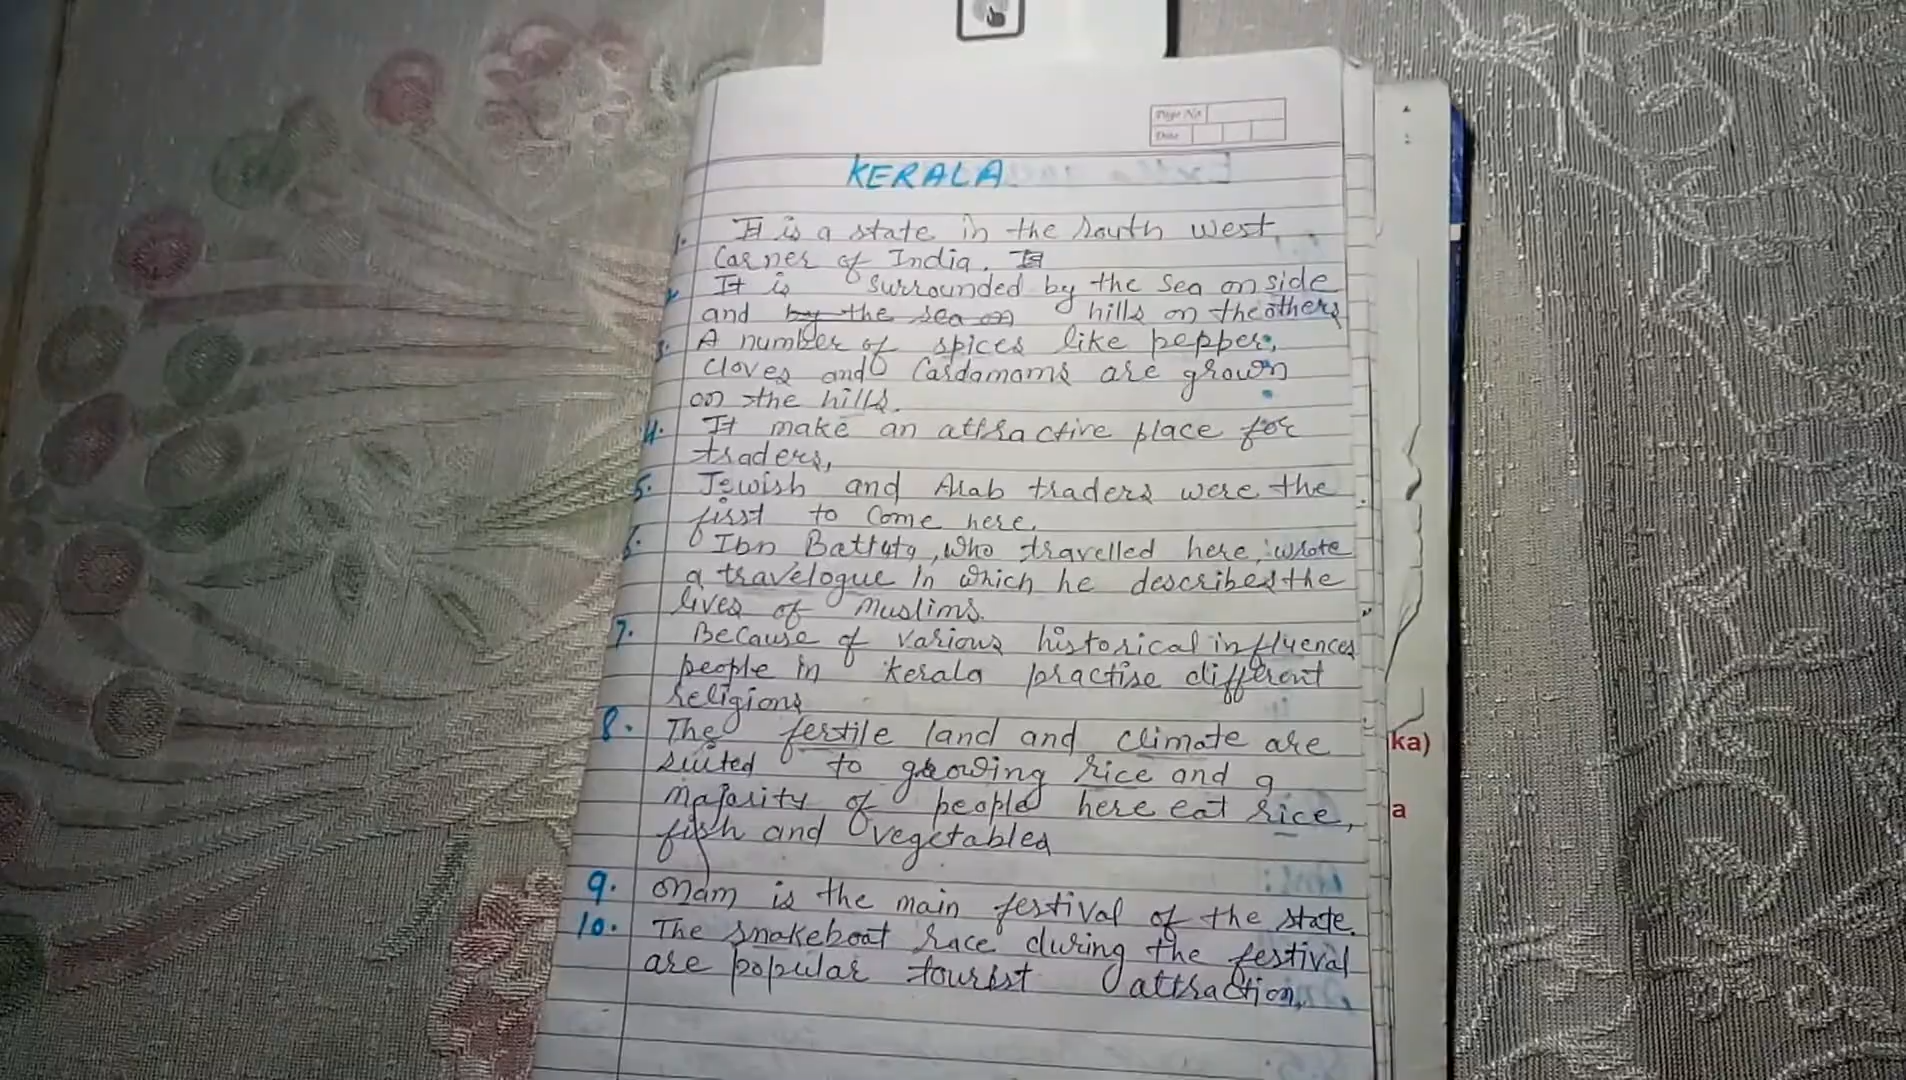 Page No.
Date
KERALA
1. It is a state in the South west
Corner of India. It
2. It is surrounded by the sea on side
and by the sea on hills on the others
3. A number of spices like pepper,
cloves and Cardamoms are grown
on the hills.
4. It make an attractive place for
traders,
5. Jewish and Arab traders were the
first to come here.
6. Ibn Battuta, who travelled here, wrote
a travelogue in which he describes the
lives of Muslims.
7. Because of various historical influences
people in kerala practise different
religions
8. The fertile land and climate are
suited to growing rice and a
majority of people here eat rice,
fish and vegetables
9. Onam is the main festival of the state.
10. The snakeboat race during the festival
are popular tourist attraction.
ka)
a